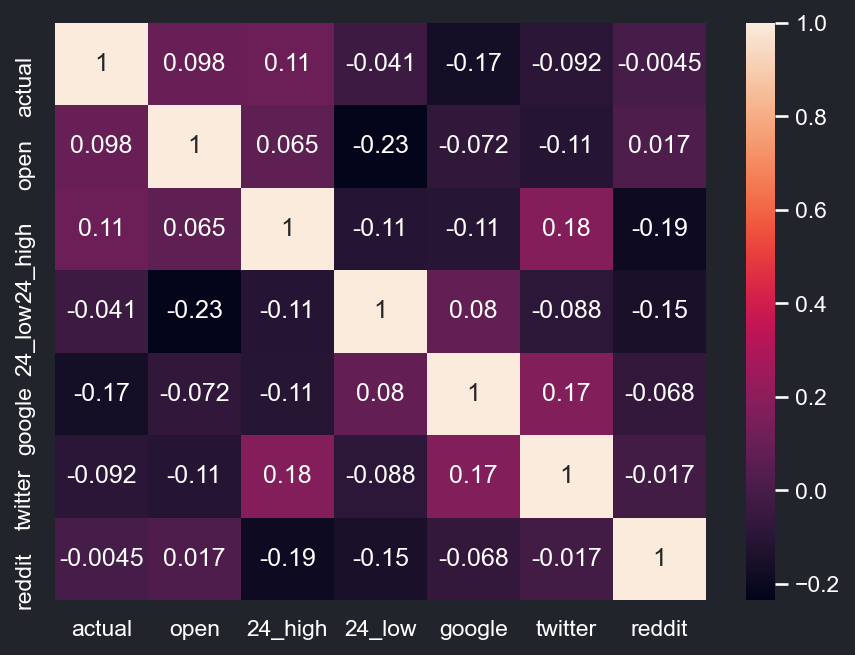 actual 1 0.098 0.11 -0.041 -0.17 -0.092 -0.0045
open 0.098 1 0.065 -0.23 -0.072 -0.11 0.017
24_high 0.11 0.065 1 -0.11 -0.11 0.18 -0.19
24_low -0.041 -0.23 -0.11 1 0.08 -0.088 -0.15
google -0.17 -0.072 -0.11 0.08 1 0.17 -0.068
twitter -0.092 -0.11 0.18 -0.088 0.17 1 -0.017
reddit -0.0045 0.017 -0.19 -0.15 -0.068 -0.017 1
actual open 24_high 24_low google twitter reddit
1.0
0.8
0.6
0.4
0.2
0.0
−0.2